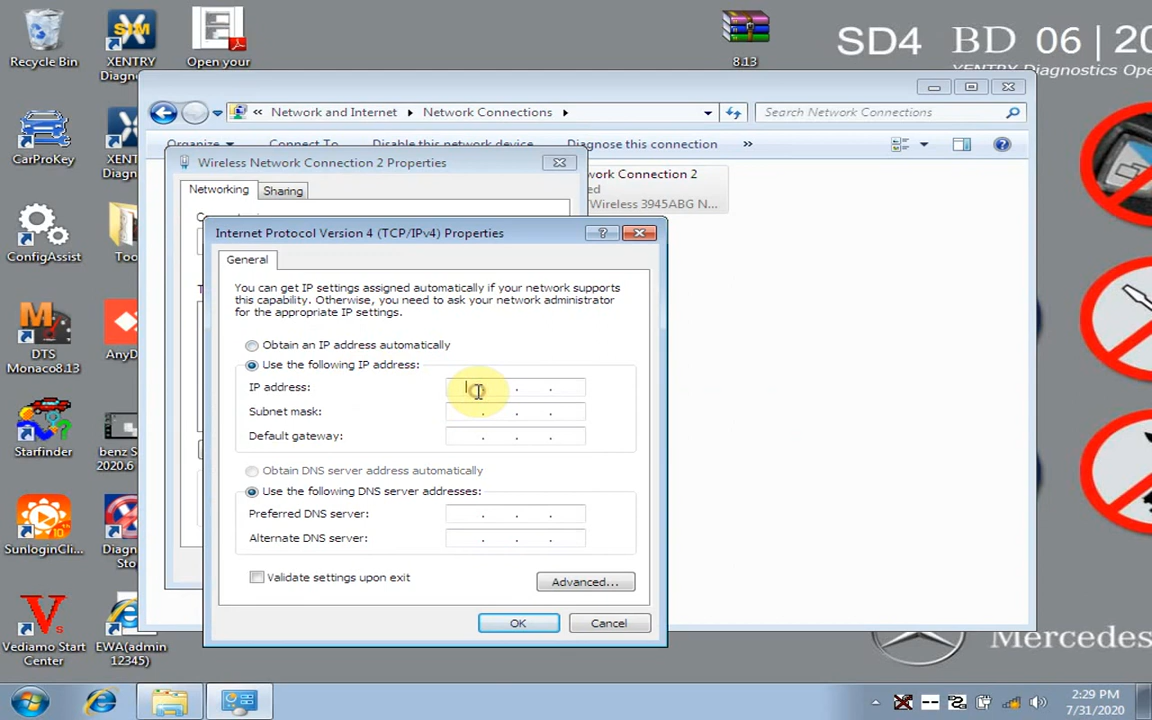 Recycle Bin
XENTRY
Diagn
Open your
8.13
SD4 BD 06 | 20
XENTRY Diagnostics Ope
CarProKey
XENT
Diag
ConfigAssist
Too
DTS
Monaco8.13
AnyD
Starfinder
benz S
2020.6
SunloginCli...
Diagn
Sto
Vediamo Start
Center
EWA(admin
12345)
« Network and Internet Network Connections
Search Network Connections
Organize Connect To Disable this network device Diagnose this connection »
Wireless Network Connection 2 Properties
Networking
Sharing
work Connection 2
ed
Wireless 3945ABG N...
Internet Protocol Version 4 (TCP/IPv4) Properties
General
You can get IP settings assigned automatically if your network supports
this capability. Otherwise, you need to ask your network administrator
for the appropriate IP settings.
Obtain an IP address automatically
Use the following IP address:
IP address:
Subnet mask:
Default gateway:
Obtain DNS server address automatically
Use the following DNS server addresses:
Preferred DNS server:
Alternate DNS server:
Validate settings upon exit
Advanced...
OK
Cancel
Mercedes
2:29 PM
7/31/2020